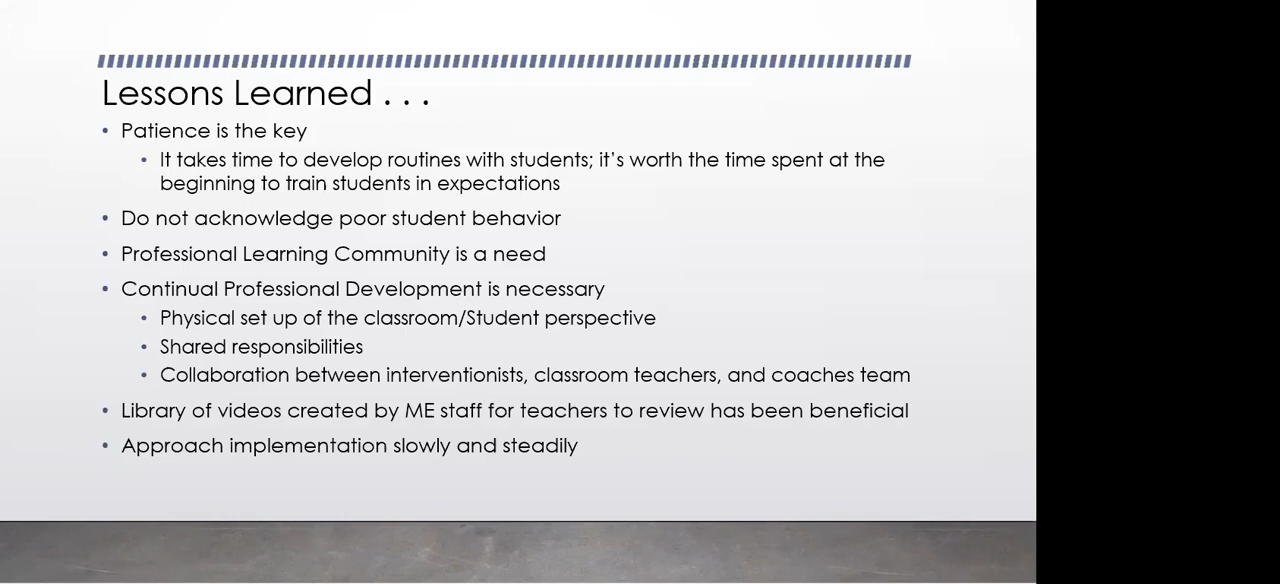 Lessons Learned . . .
• Patience is the key
• It takes time to develop routines with students; it's worth the time spent at the
beginning to train students in expectations
• Do not acknowledge poor student behavior
• Professional Learning Community is a need
• Continual Professional Development is necessary
• Physical set up of the classroom/Student perspective
• Shared responsibilities
• Collaboration between interventionists, classroom teachers, and coaches team
• Library of videos created by ME staff for teachers to review has been beneficial
• Approach implementation slowly and steadily